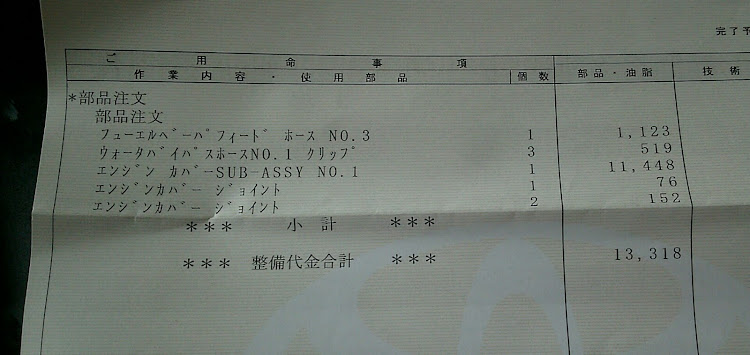 完了予
ご 用 命 事 項
作 業 内 容 ・ 使 用 部 品 個 数 部 品 ・ 油 脂 技 術
*部品注文
部品注文
フューエルベーパフィード ホース NO.3 1 1,123
ウォータバイパスホースNO.1 クリップ 3 519
エンジン カバーSUB-ASSY NO.1 1 11,448
エンジンカバー ジョイント 1 76
エンジンカバー ジョイント 2 152
*** 小 計 ***
*** 整備代金合計 *** 13,318